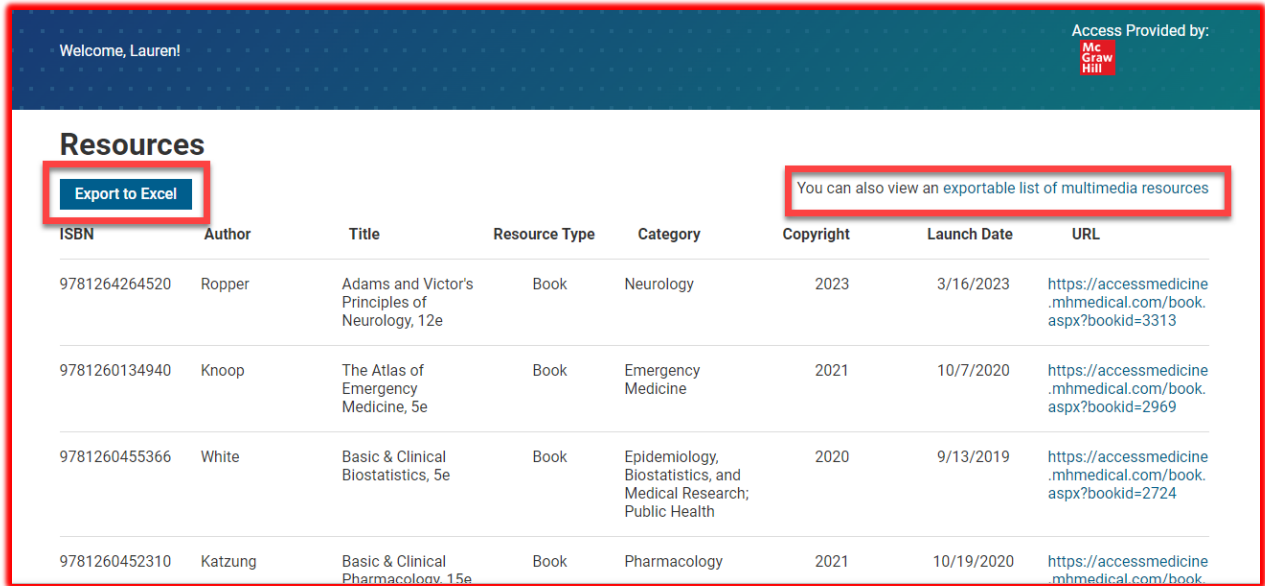 Access Provided by:
Welcome, Lauren!
Mc
Graw
Hill
Resources
Export to Excel
You can also view an exportable list of multimedia resources
ISBN Author Title Resource Type Category Copyright Launch Date URL
9781264264520 Ropper Adams and Victor's Book Neurology 2023 3/16/2023 https://accessmedicine
Principles of .mhmedical.com/book.
Neurology, 12e aspx?bookid=3313
9781260134940 Knoop The Atlas of Book Emergency 2021 10/7/2020 https://accessmedicine
Emergency Medicine .mhmedical.com/book.
Medicine, 5e aspx?bookid=2969
9781260455366 White Basic & Clinical Book Epidemiology, 2020 9/13/2019 https://accessmedicine
Biostatistics, 5e Biostatistics, and .mhmedical.com/book.
Medical Research; aspx?bookid=2724
Public Health
9781260452310 Katzung Basic & Clinical Book Pharmacology 2021 10/19/2020 https://accessmedicine
Pharmacology, 15e .mhmedical.com/book.